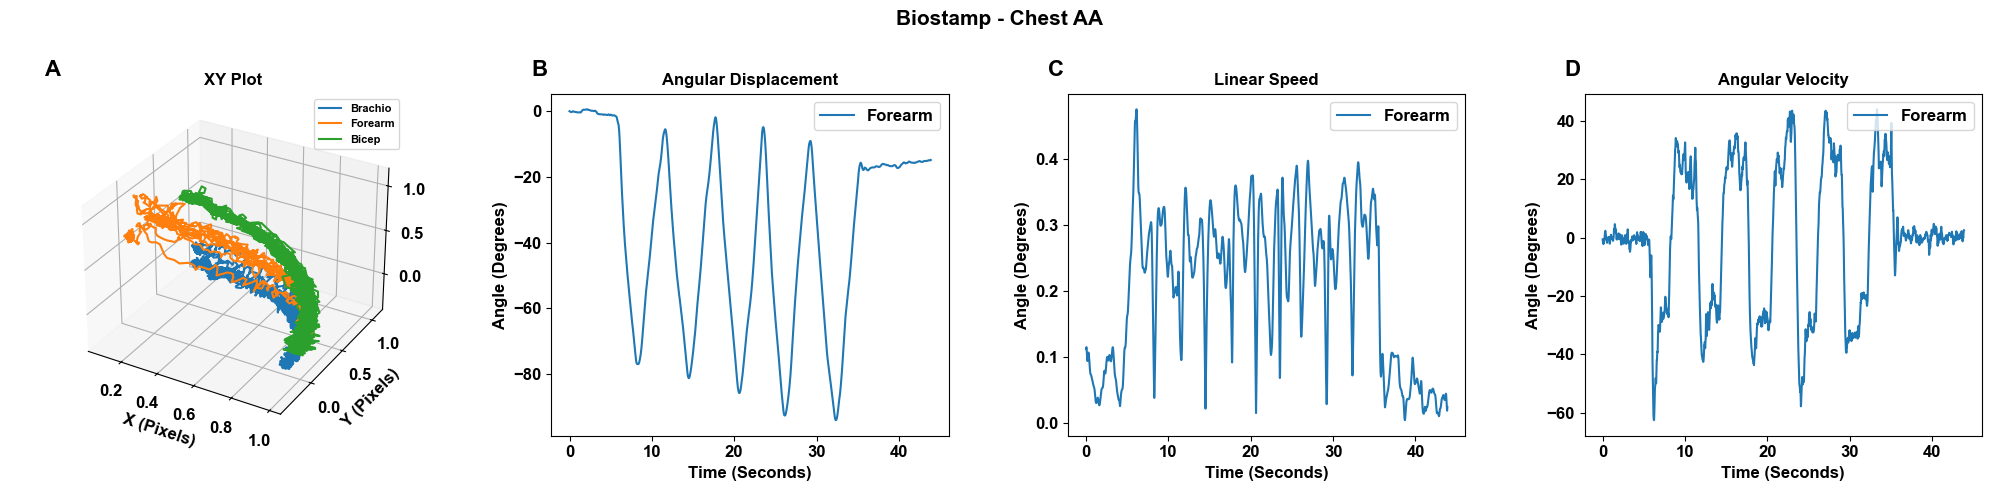 Biostamp - Chest AA
A
XY Plot
Brachio
Forearm
Bicep
1.0
0.5
0.0
1.0
0.5
0.0
Y (Pixels)
0.2
0.4
0.6
0.8
1.0
X (Pixels)
B
Angular Displacement
Forearm
0
−20
−40
−60
−80
Angle (Degrees)
0 10 20 30 40
Time (Seconds)
C
Linear Speed
Forearm
0.4
0.3
0.2
0.1
0.0
Angle (Degrees)
0 10 20 30 40
Time (Seconds)
D
Angular Velocity
Forearm
40
20
0
−20
−40
−60
Angle (Degrees)
0 10 20 30 40
Time (Seconds)